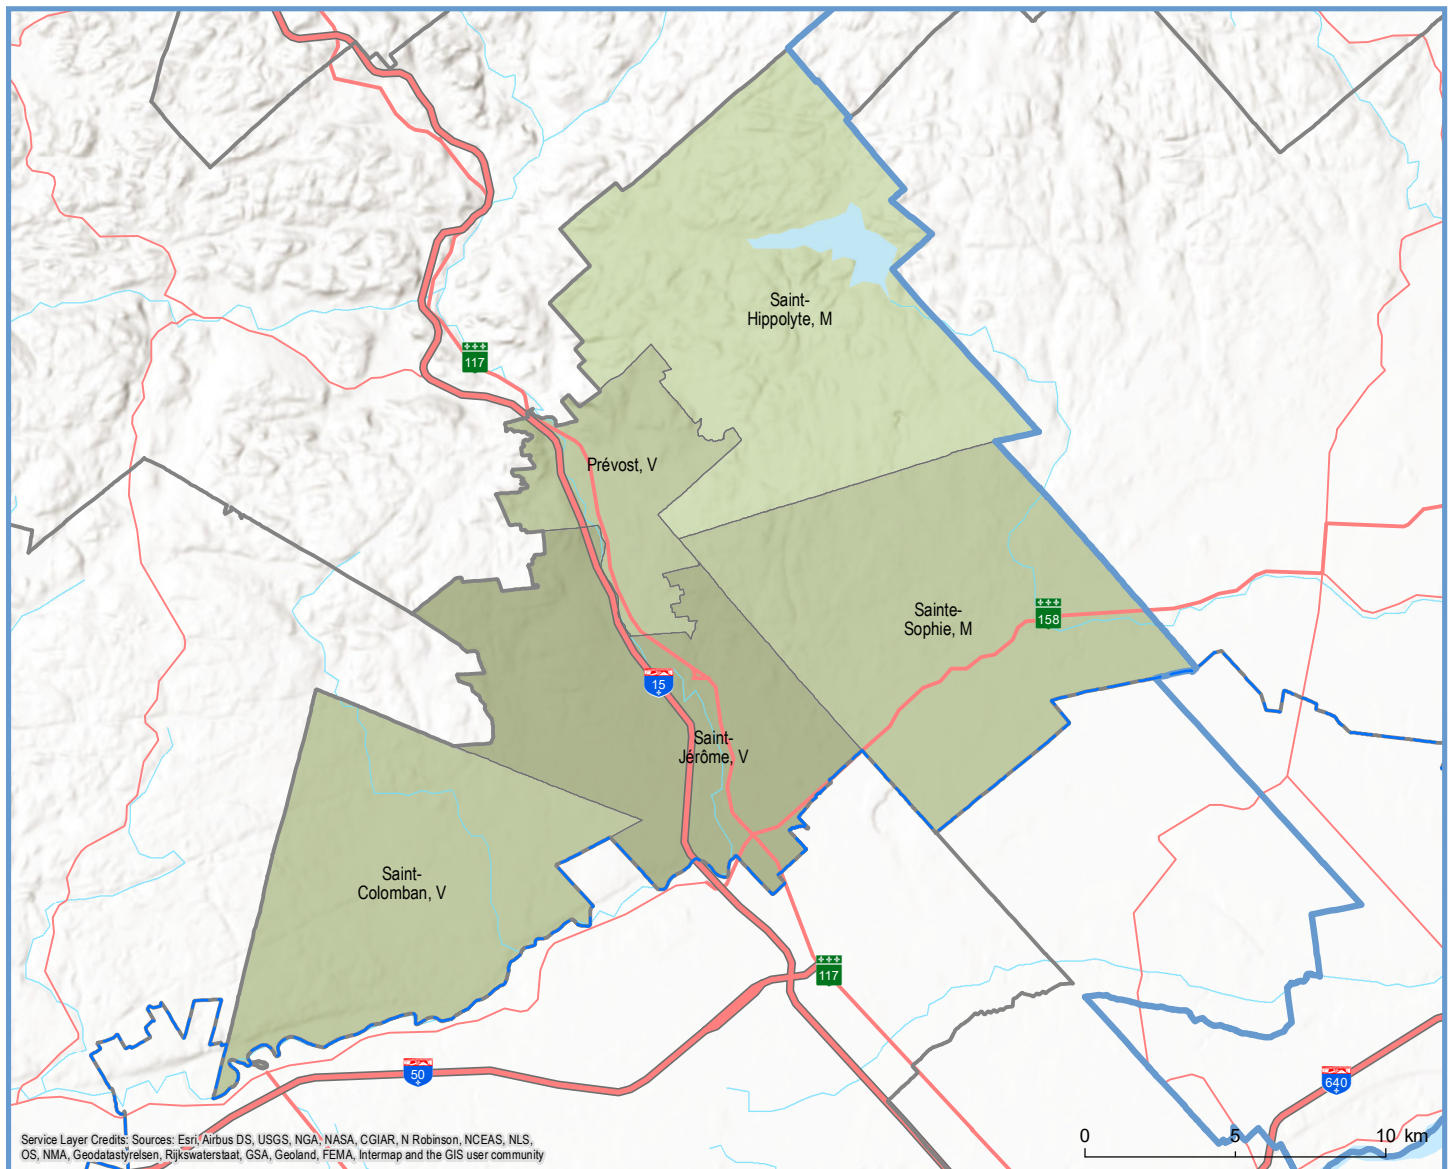 Saint-
Hippolyte, M
117
Prévost, V
Sainte-
Sophie, M
158
15
Saint-
Jérôme, V
Saint-
Colomban, V
117
50
640
0 5 10 km
Service Layer Credits: Sources: Esri, Airbus DS, USGS, NGA, NASA, CGIAR, N Robinson, NCEAS, NLS,
OS, NMA, Geodatastyrelsen, Rijkswaterstaat, GSA, Geoland, FEMA, Intermap and the GIS user community